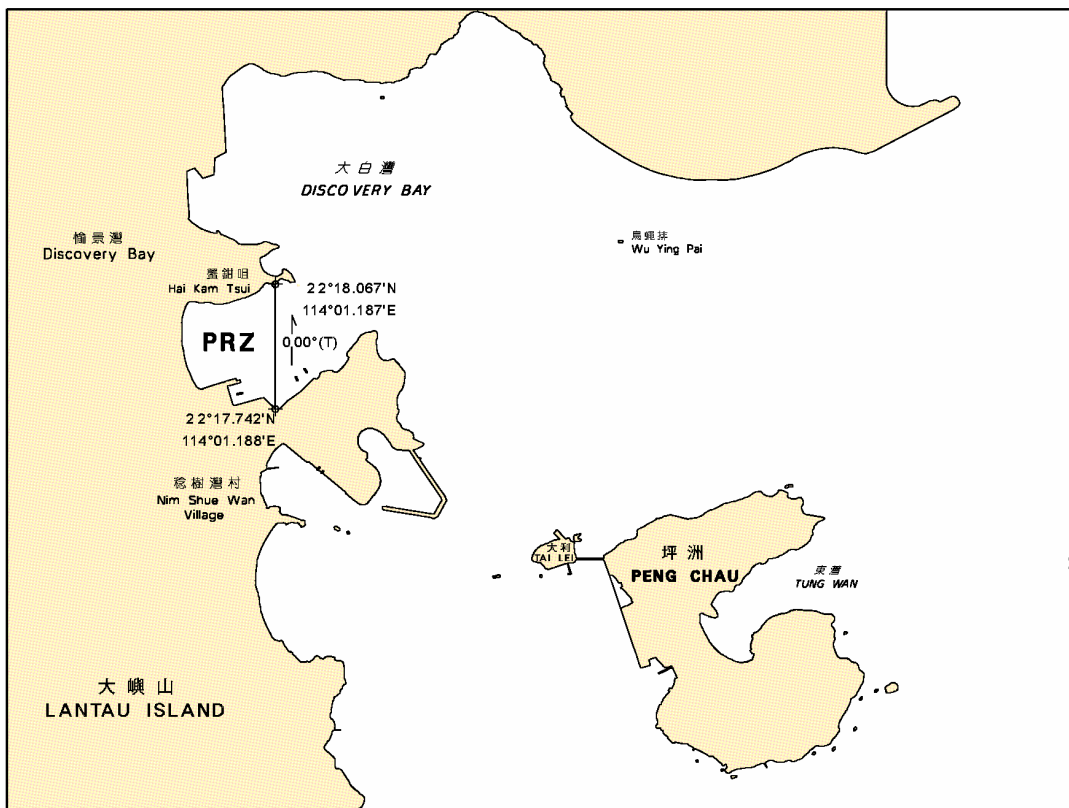 大白灣
DISCOVERY BAY
烏蠅排
Wu Ying Pai
愉景灣
Discovery Bay
蟹鉗咀
Hai Kam Tsui
22°18.067'N
114°01.187'E
PRZ
0.00°(T)
22°17.742'N
114°01.188'E
稔樹灣村
Nim Shue Wan
Village
大利
TAI LEI
坪洲
PENG CHAU
東灣
TUNG WAN
大嶼山
LANTAU ISLAND